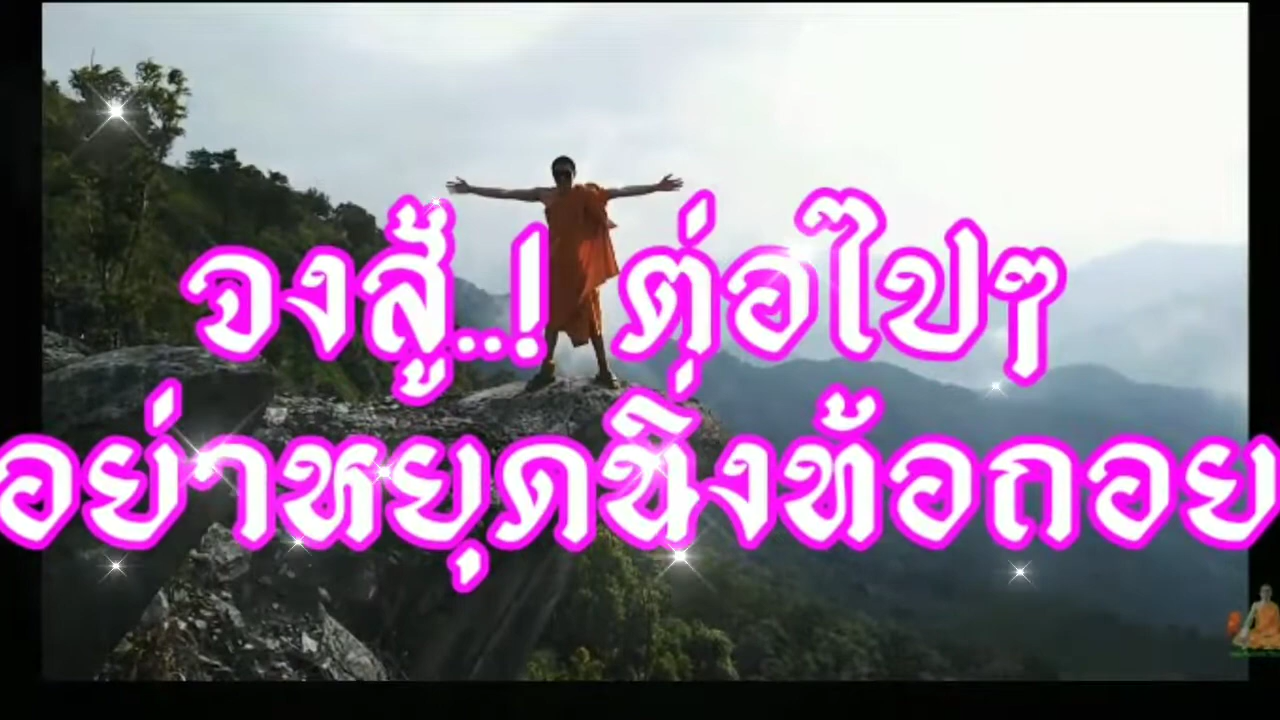 จงสู้..! ต่อไปๆ
อย่าหยุดนิ่งท้อถอย